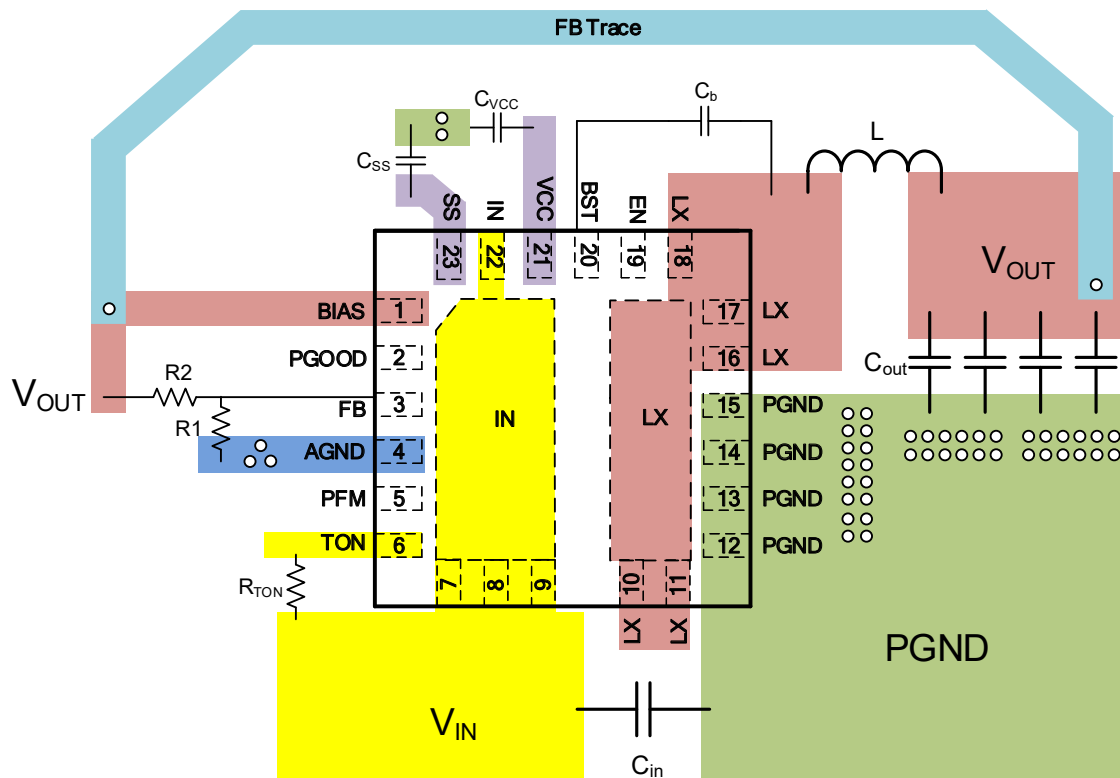 FB Trace
CVCC
Cb
L
CSS
SS
IN
VCC
BST
EN
LX
23
22
21
20
19
18
VOUT
BIAS
1
17
LX
PGOOD
2
16
LX
Cout
R2
VOUT
FB
3
IN
LX
15
PGND
R1
AGND
4
14
PGND
PFM
5
13
PGND
TON
6
12
PGND
RTON
7
8
9
10
11
LX
LX
PGND
VIN
Cin